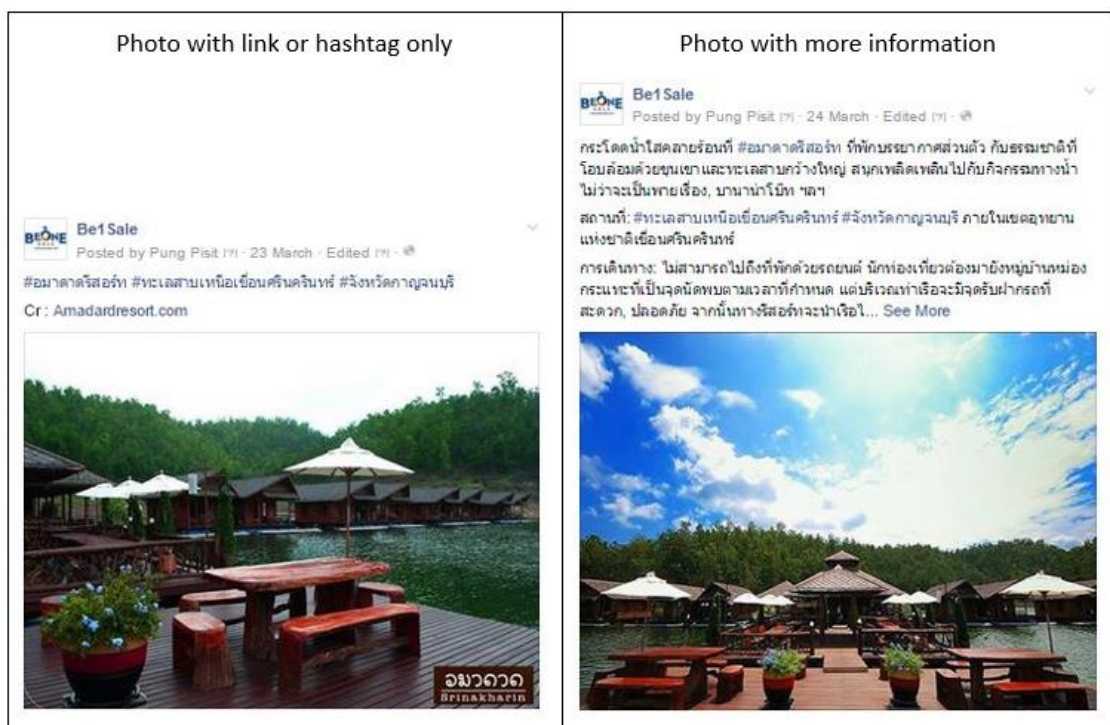 Photo with link or hashtag only
BEONE
SALE
Be1Sale
Posted by Pung Pisit [?] · 23 March · Edited [?] ·
#อมาดาดรีสอร์ท #ทะเลสาบเหนือเขื่อนศรีนครินทร์ #จังหวัดกาญจนบุรี
Cr : Amadardresort.com
อมวดวด
Srinakharin
Photo with more information
BEONE
SALE
Be1Sale
Posted by Pung Pisit [?] · 24 March · Edited [?] ·
กระโดดน้ำใสคลายร้อนที่ #อมาดาดรีสอร์ท ที่พักบรรยากาศส่วนตัว กับธรรมชาติที่
โอบล้อมด้วยขุนเขาและทะเลสาบกว้างใหญ่ สนุกเพลิดเพลินไปกับกิจกรรมทางน้ำ
ไม่ว่าจะเป็นพายเรื่อง, บานาน่าโบ๊ท ฯลฯ
สถานที่: #ทะเลสาบเหนือเขื่อนศรีนครินทร์ #จังหวัดกาญจนบุรี ภายในเขตอุทยาน
แห่งชาติเขื่อนศรีนครินทร์
การเดินทาง: ไม่สามารถไปถึงที่พักด้วยรถยนต์ นักท่องเที่ยวต้องมายังหมู่บ้านหม่อง
กระแทะที่เป็นจุดนัดพบตามเวลาที่กำหนด แต่บริเวณท่าเรือจะมีจุดรับฝากรถที่
สะดวก, ปลอดภัย จากนั้นทางรีสอร์ทจะนำเรือไ... See More